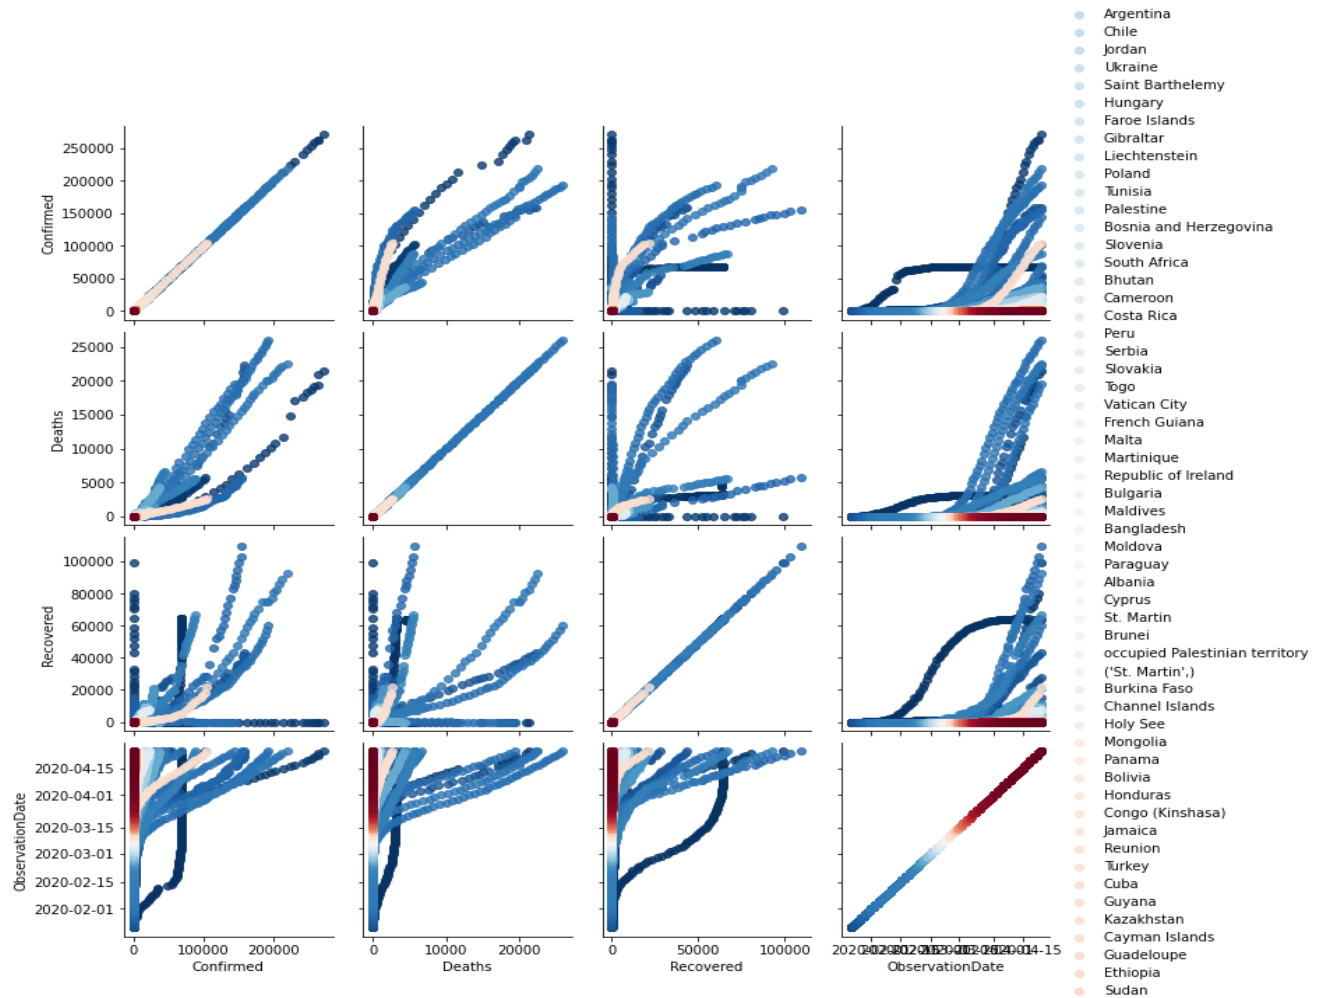 Argentina
Chile
Jordan
Ukraine
Saint Barthelemy
Hungary
Faroe Islands
Gibraltar
Liechtenstein
Poland
Tunisia
Palestine
Bosnia and Herzegovina
Slovenia
South Africa
Bhutan
Cameroon
Costa Rica
Peru
Serbia
Slovakia
Togo
Vatican City
French Guiana
Malta
Martinique
Republic of Ireland
Bulgaria
Maldives
Bangladesh
Moldova
Paraguay
Albania
Cyprus
St. Martin
Brunei
occupied Palestinian territory
('St. Martin',)
Burkina Faso
Channel Islands
Holy See
Mongolia
Panama
Bolivia
Honduras
Congo (Kinshasa)
Jamaica
Reunion
Turkey
Cuba
Guyana
Kazakhstan
Cayman Islands
Guadeloupe
Ethiopia
Sudan
Confirmed
250000
200000
150000
100000
50000
0
Deaths
25000
20000
15000
10000
5000
0
Recovered
100000
80000
60000
40000
20000
0
ObservationDate
2020-04-15
2020-04-01
2020-03-15
2020-03-01
2020-02-15
2020-02-01
0 100000 200000
Confirmed
0 100000 200000
Deaths
0 50000 100000
Recovered
ObservationDate